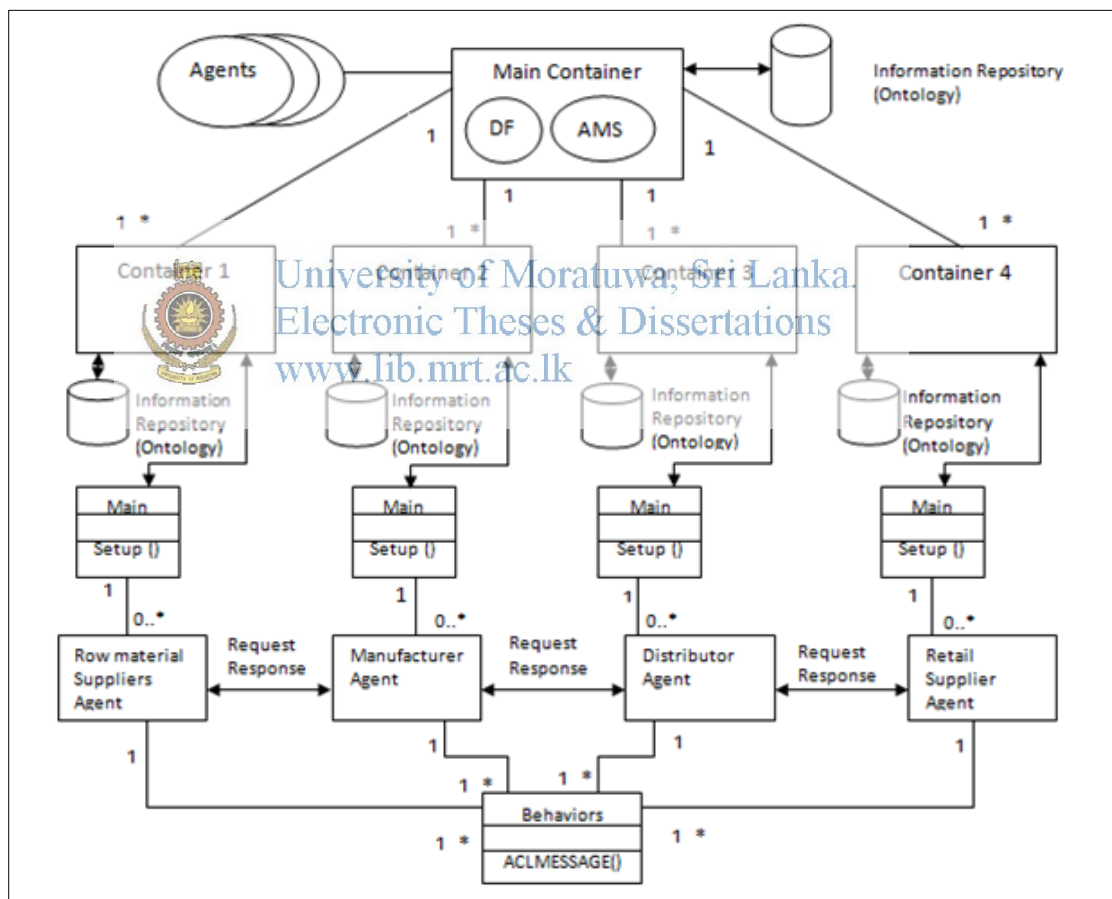 Agents
Main Container
DF
AMS
Information Repository
(Ontology)
1
1
1
1
1 *
1 *
1 *
1 *
Container 1
Container 2
Container 3
Container 4
University of Moratuwa, Sri Lanka.
Electronic Theses & Dissertations
www.lib.mrt.ac.lk
Information
Repository
(Ontology)
Information
Repository
(Ontology)
Information
Repository
(Ontology)
Information
Repository
(Ontology)
Main
Setup ()
Main
Setup ()
Main
Setup ()
Main
Setup ()
1
0..*
1
0..*
1
0..*
1
0..*
Row material
Suppliers
Agent
Request
Response
Manufacturer
Agent
Request
Response
Distributor
Agent
Request
Response
Retail
Supplier
Agent
1
1
1
1
1 *
1 *
1 *
1 *
Behaviors
ACLMESSAGE()